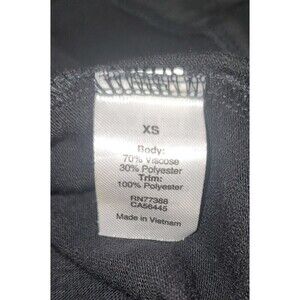 XS
Body:
70% Viscose
30% Polyester
Trim:
100% Polyester
RN77388
CA56445
Made in Vietnam